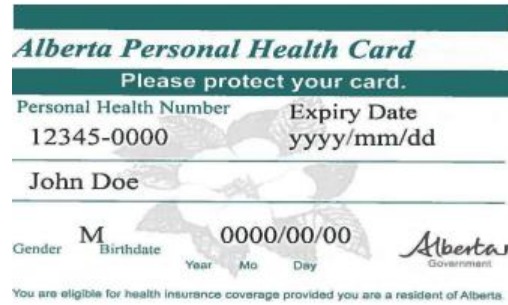 Alberta Personal Health Card
Please protect your card.
Personal Health Number Expiry Date
12345-0000 yyyy/mm/dd
John Doe
Gender M Birthdate 0000/00/00
Year Mo Day
Alberta
Government
You are eligible for health insurance coverage provided you are a resident of Alberta.